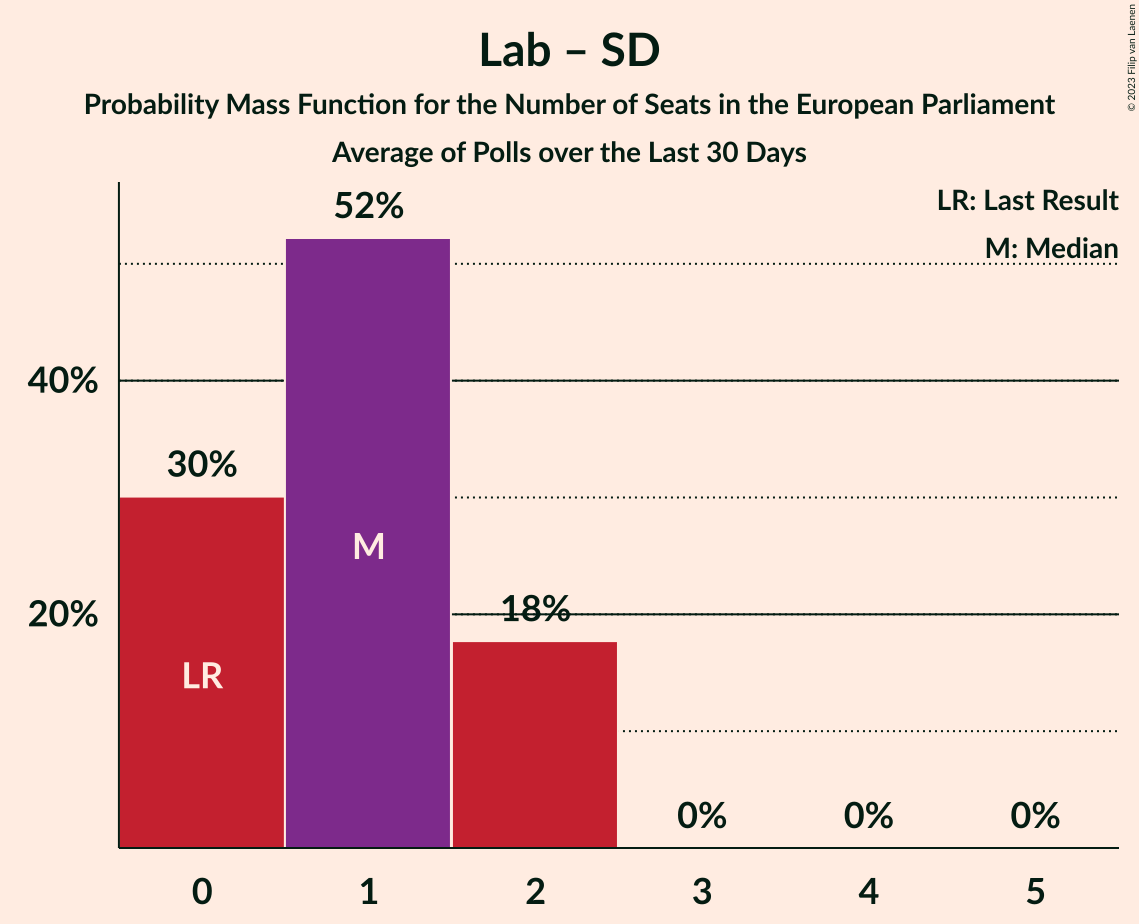 Lab – SD
Probability Mass Function for the Number of Seats in the European Parliament
Average of Polls over the Last 30 Days
© 2023 Filip van Laenen
LR: Last Result
M: Median
52%
40%
30%
M
20%
18%
LR
0%
0%
0%
0
1
2
3
4
5